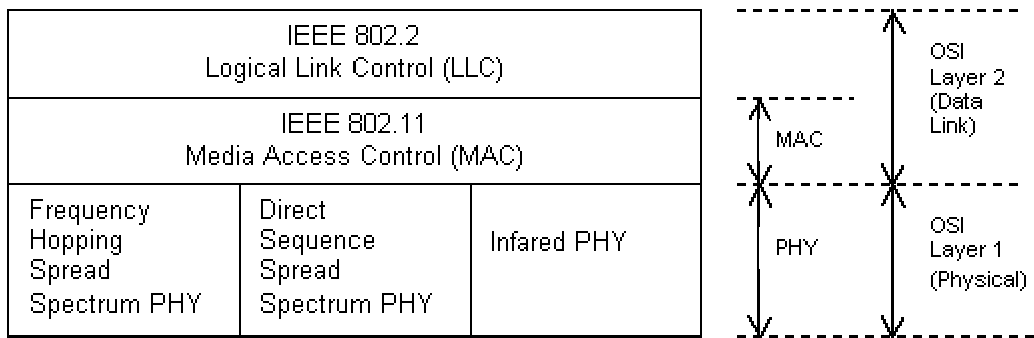 IEEE 802.2
Logical Link Control (LLC)
IEEE 802.11
Media Access Control (MAC)
Frequency
Hopping
Spread
Spectrum PHY
Direct
Sequence
Spread
Spectrum PHY
Infared PHY
MAC
PHY
OSI
Layer 2
(Data
Link)
OSI
Layer 1
(Physical)